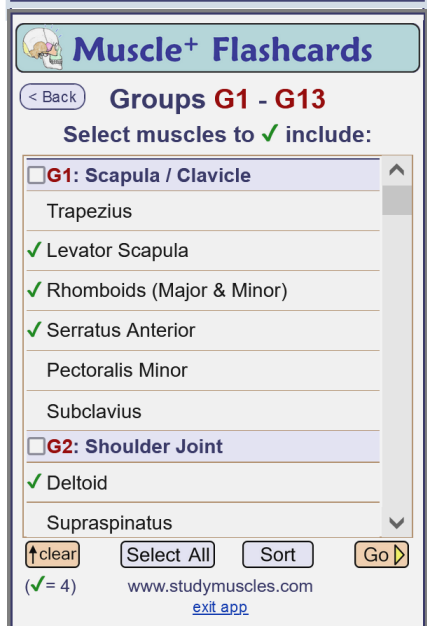 Muscle+ Flashcards
< Back
Groups G1 - G13
Select muscles to ✓ include:
G1: Scapula / Clavicle
Trapezius
✓ Levator Scapula
✓ Rhomboids (Major & Minor)
✓ Serratus Anterior
Pectoralis Minor
Subclavius
G2: Shoulder Joint
✓ Deltoid
Supraspinatus
↑clear Select All Sort Go
(✓= 4) www.studymuscles.com
exit app